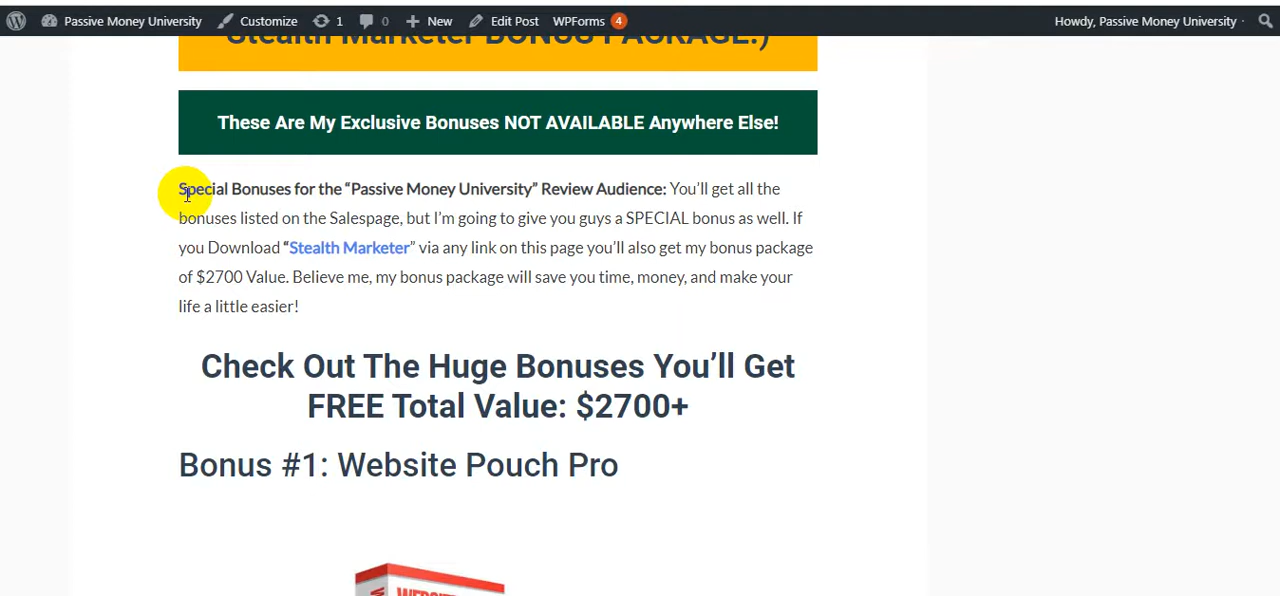 Passive Money University Customize 1 0 New Edit Post WPForms 4 Howdy, Passive Money University
Stealth Marketer BONUS PACKAGE.)
These Are My Exclusive Bonuses NOT AVAILABLE Anywhere Else!
Special Bonuses for the “Passive Money University” Review Audience: You’ll get all the
bonuses listed on the Salespage, but I’m going to give you guys a SPECIAL bonus as well. If
you Download “Stealth Marketer” via any link on this page you’ll also get my bonus package
of $2700 Value. Believe me, my bonus package will save you time, money, and make your
life a little easier!
Check Out The Huge Bonuses You’ll Get
FREE Total Value: $2700+
Bonus #1: Website Pouch Pro